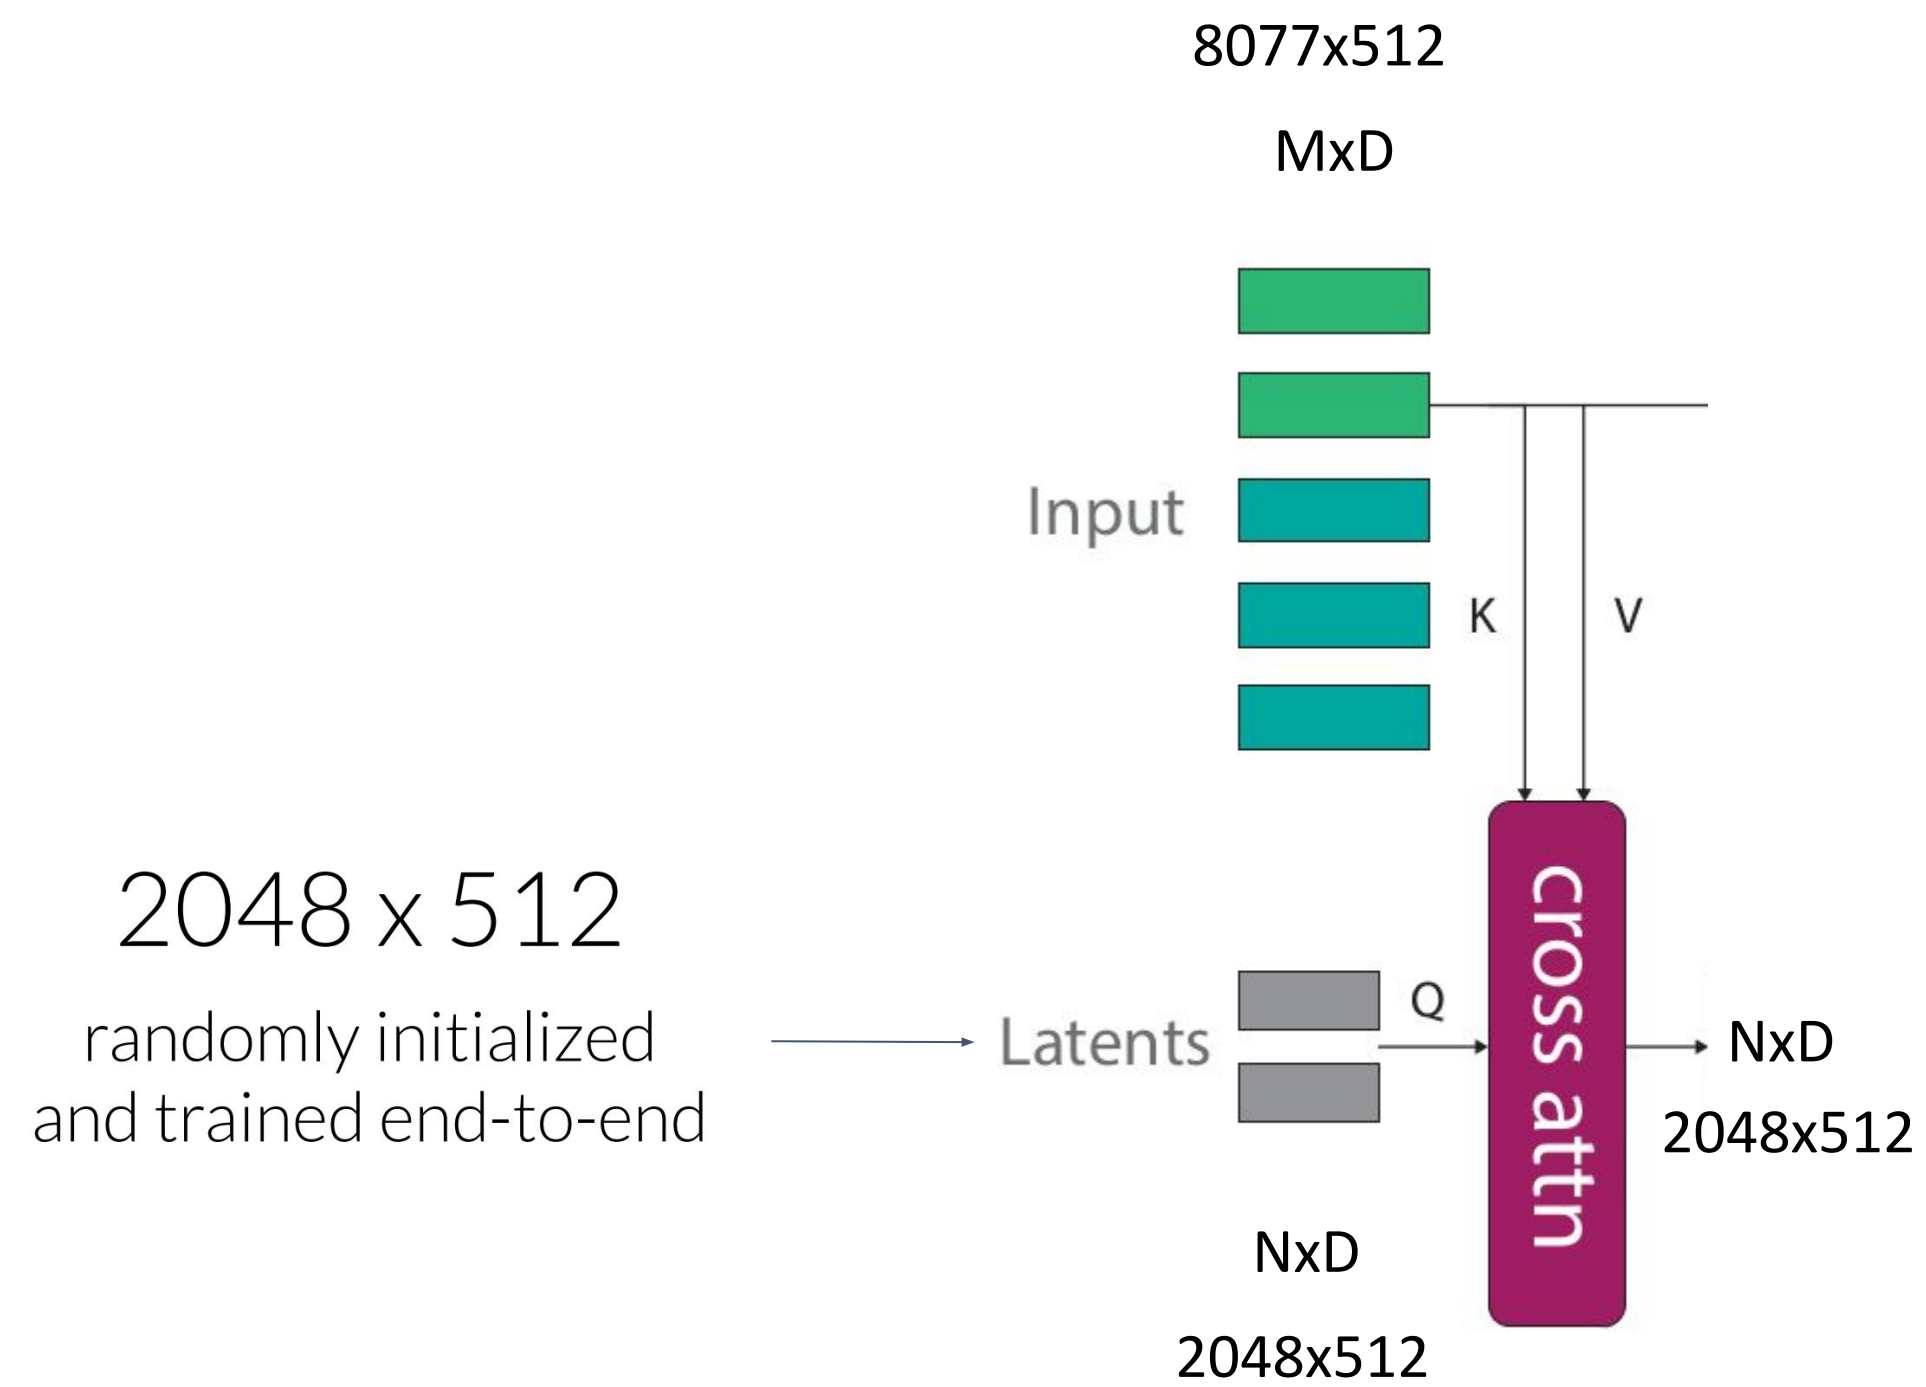 8077x512
MxD
Input
K
V
2048 x 512
randomly initialized
and trained end-to-end
Latents
Q
cross attn
NxD
2048x512
NxD
2048x512